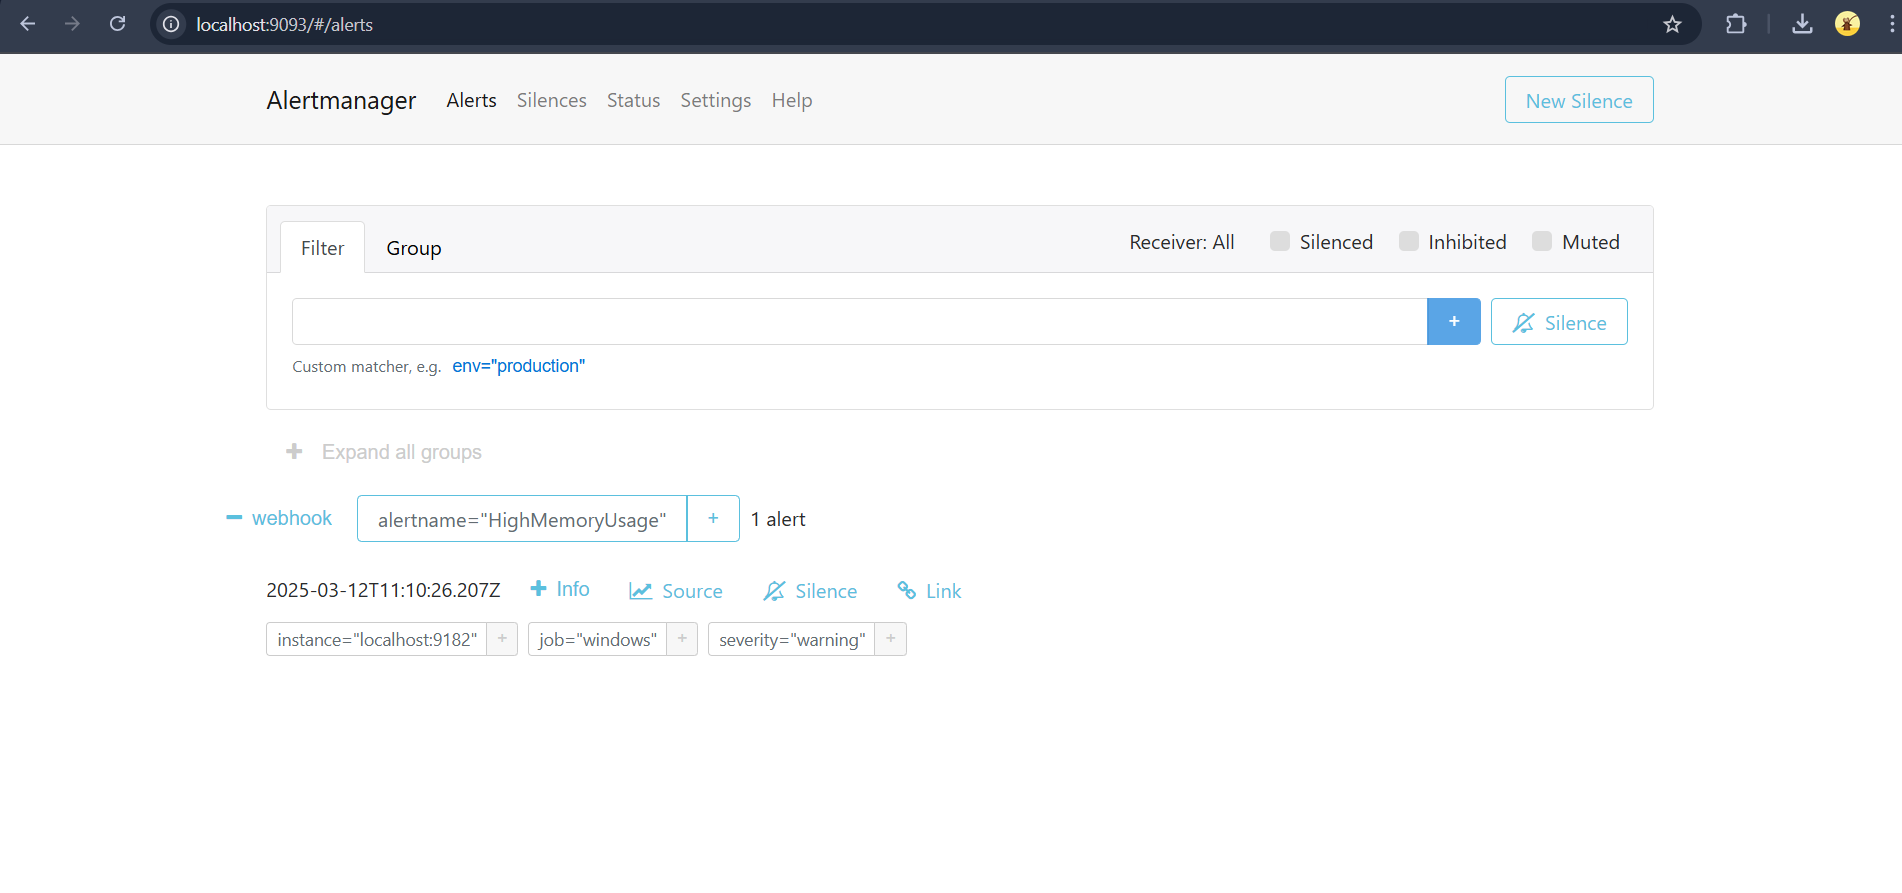 localhost:9093/#/alerts
Alertmanager Alerts Silences Status Settings Help New Silence
Filter Group Receiver: All Silenced Inhibited Muted
+ Silence
Custom matcher, e.g. env="production"
+ Expand all groups
− webhook alertname="HighMemoryUsage" + 1 alert
2025-03-12T11:10:26.207Z + Info Source Silence Link
instance="localhost:9182" + job="windows" + severity="warning" +